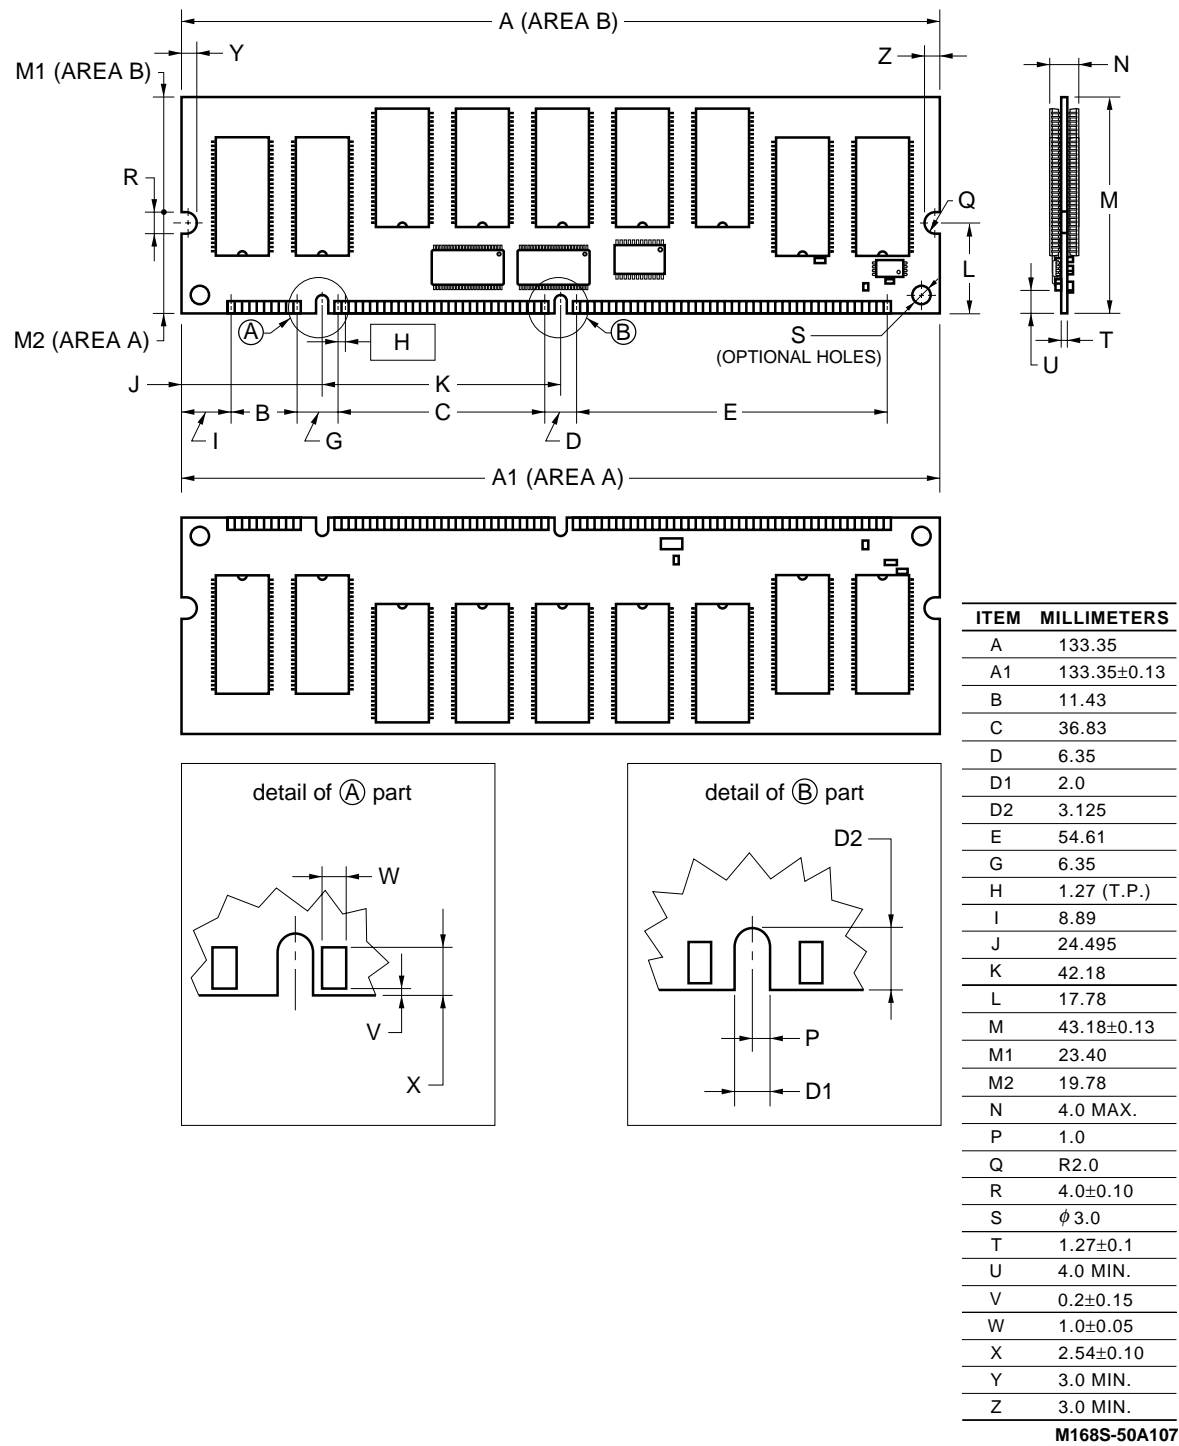 A (AREA B)
Y
Z
M1 (AREA B)
N
R
Q
M
L
A
B
H
S
(OPTIONAL HOLES)
M2 (AREA A)
T
U
J
K
B
C
E
I
G
D
A1 (AREA A)
detail of A part
W
V
X
detail of B part
D2
P
D1
ITEM MILLIMETERS
A 133.35
A1 133.35±0.13
B 11.43
C 36.83
D 6.35
D1 2.0
D2 3.125
E 54.61
G 6.35
H 1.27 (T.P.)
I 8.89
J 24.495
K 42.18
L 17.78
M 43.18±0.13
M1 23.40
M2 19.78
N 4.0 MAX.
P 1.0
Q R2.0
R 4.0±0.10
S ϕ 3.0
T 1.27±0.1
U 4.0 MIN.
V 0.2±0.15
W 1.0±0.05
X 2.54±0.10
Y 3.0 MIN.
Z 3.0 MIN.
M168S-50A107